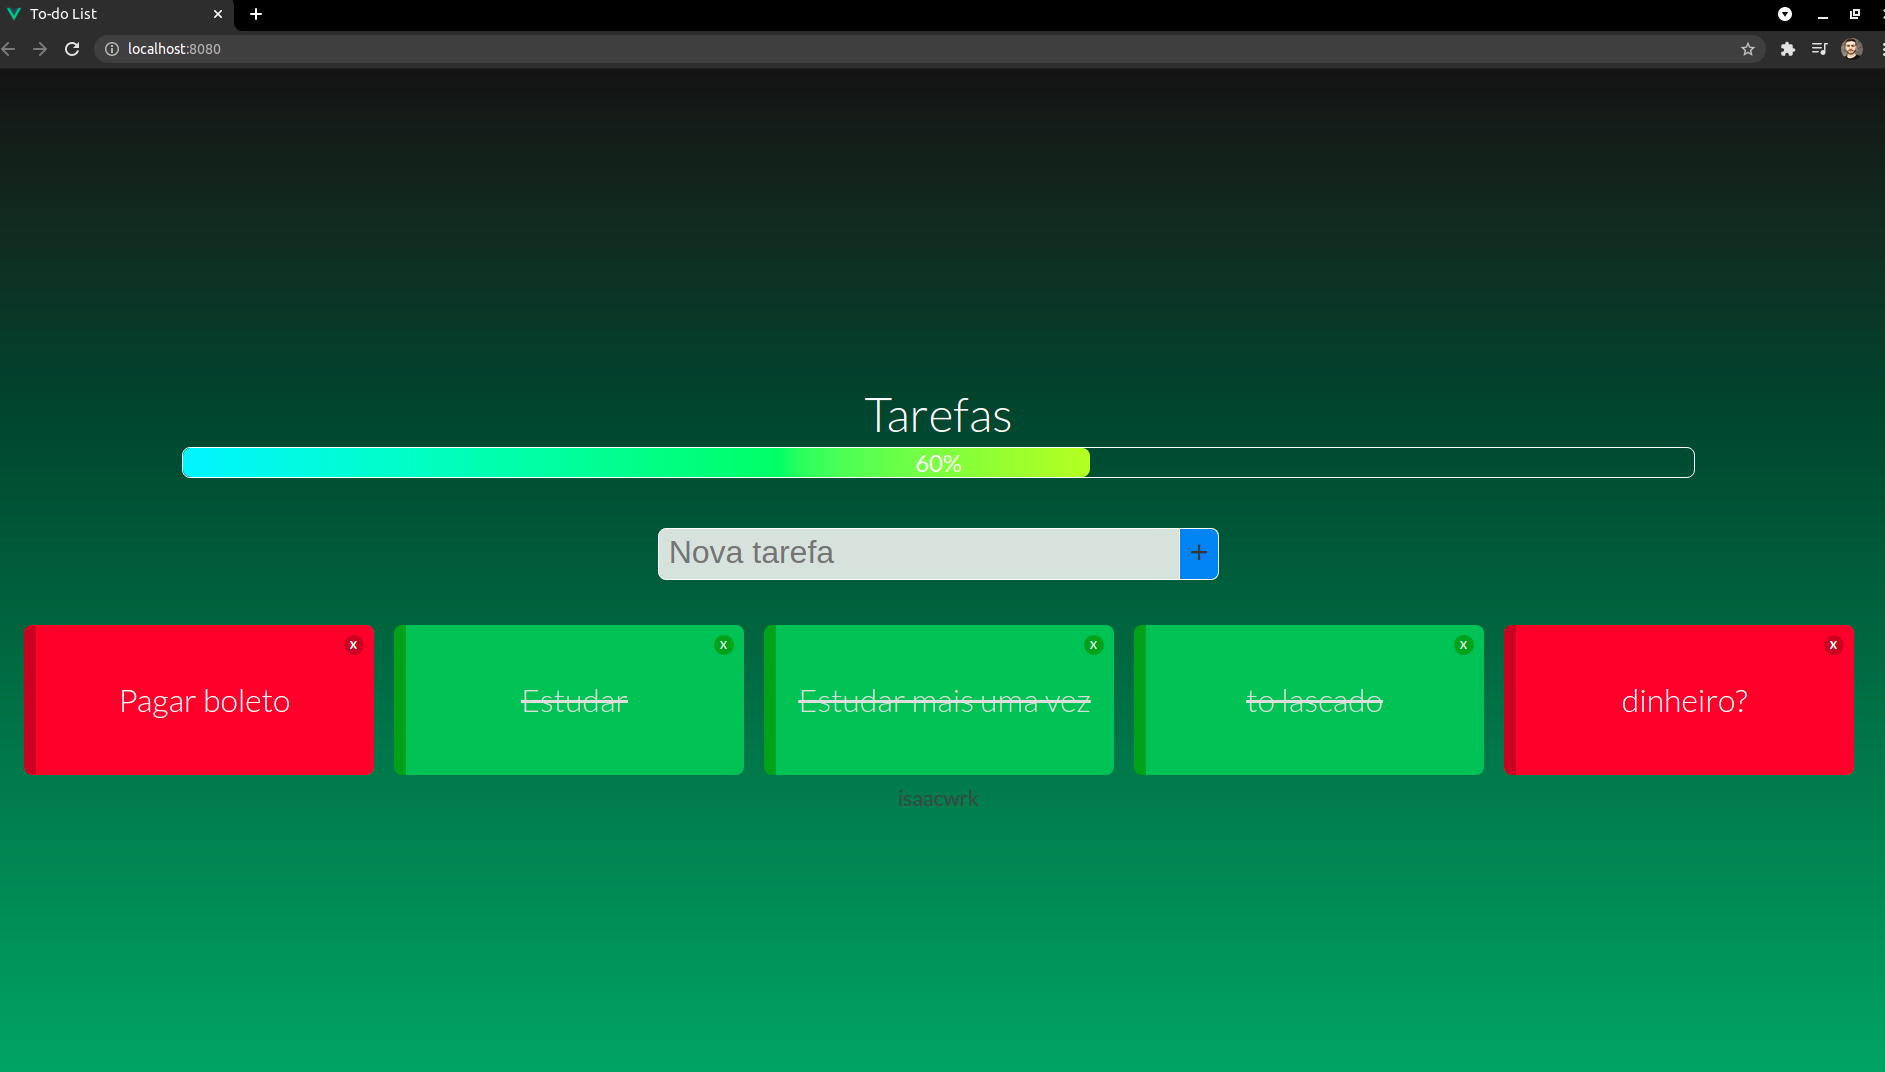 To-do List
localhost:8080
Tarefas
60%
Nova tarefa
+
x x x x x
Pagar boleto Estudar Estudar mais uma vez to lascado dinheiro?
isaacwrk